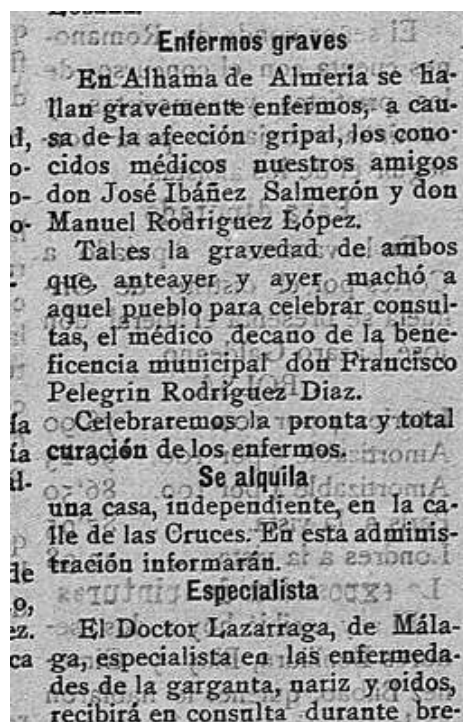 Enfermos graves
En Alhama de Almería se ha-
llan gravemente enfermos, a cau-
sa de la afección gripal, los cono-
cidos médicos nuestros amigos
don José Ibáñez Salmerón y don
Manuel Rodríguez López.
Tal es la gravedad de ambos
que, anteayer y ayer machó a
aquel pueblo para celebrar consul-
tas, el médico decano de la bene-
ficencia municipal don Francisco
Pelegrin Rodríguez Diaz.
Celebraremos la pronta y total
curación de los enfermos.
Se alquila
una casa, independiente, en la ca-
lle de las Cruces. En esta adminis-
tración informarán.
Especialista
El Doctor Lazarraga, de Mála-
ga, especialista en las enfermeda-
des de la garganta, nariz y oidos,
recibirá en consulta durante bre-